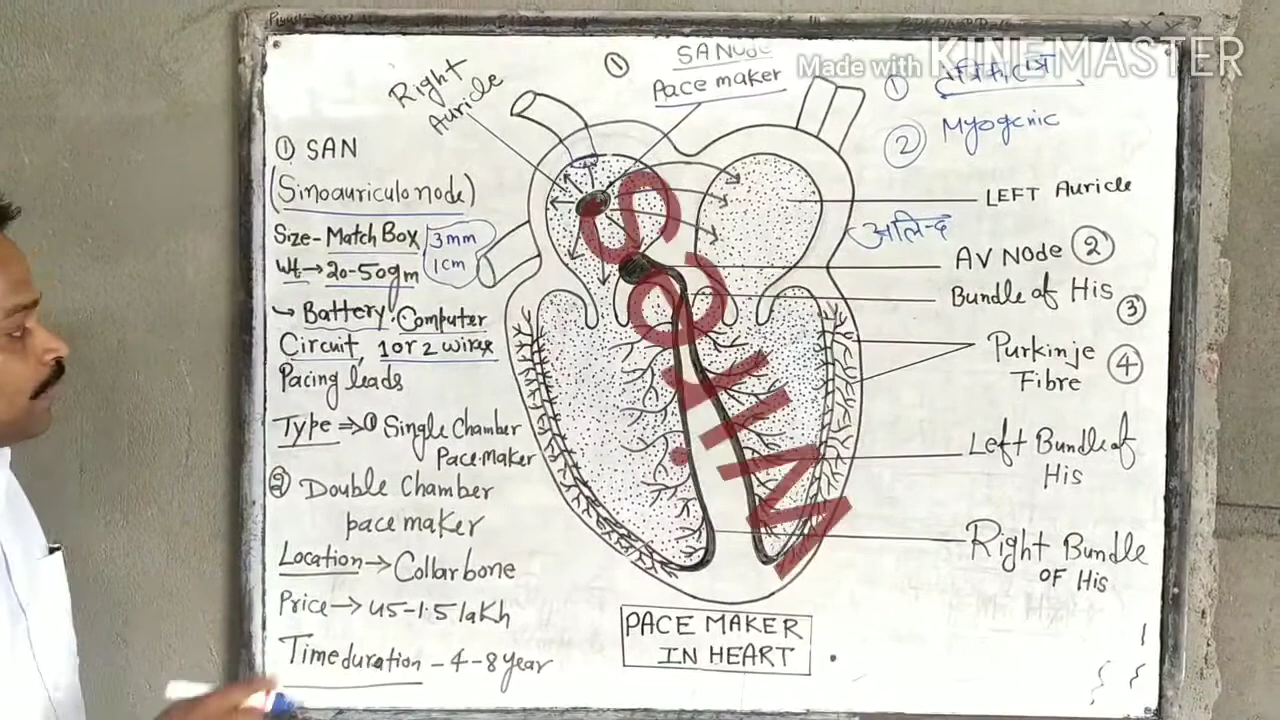 Made with KINEMASTER
① SA Node
Pace maker
Right
Auricle
①
② Myogenic
① SAN
(Sinoauriculo node)
Size - Match Box
3mm
1cm
Wt → 20-50gm
→ Battery, Computer
Circuit, 1 or 2 wires
Pacing leads
Type ⇒ ① Single Chamber
Pace-maker
② Double Chamber
pace maker
Location → Collar bone
Price → 45-1.5 lakh
Time duration - 4-8 year
LEFT Auricle
अलिन्द
AV NODE ②
Bundle of His ③
Purkinje ④
Fibre
Left Bundle of
His
Right Bundle
OF His
PACE MAKER
IN HEART